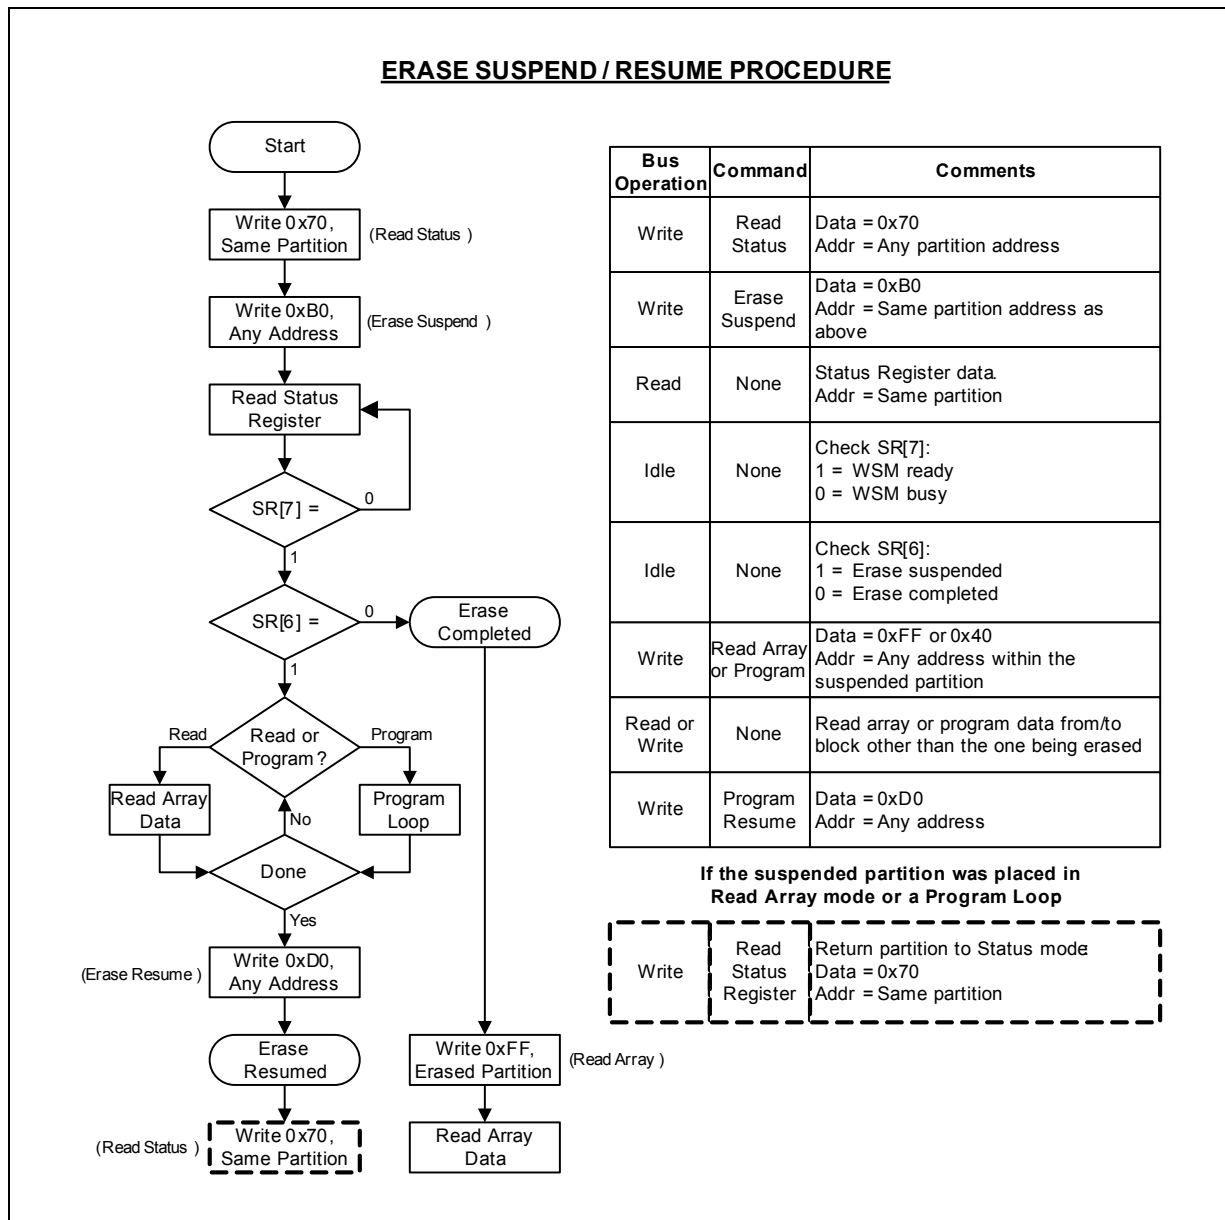 ERASE SUSPEND / RESUME PROCEDURE
Start
Write 0x70,
Same Partition
(Read Status )
Write 0xB0,
Any Address
(Erase Suspend )
Read Status
Register
SR[7] =
0
1
SR[6] =
0
Erase
Completed
1
Read or
Program ?
Read
Program
Read Array
Data
Program
Loop
No
Done
Yes
(Erase Resume )
Write 0xD0,
Any Address
Erase
Resumed
(Read Status )
Write 0x70,
Same Partition
Write 0xFF,
Erased Partition
(Read Array )
Read Array
Data
Bus
Operation
Command
Comments
Write
Read
Status
Data = 0x70
Addr = Any partition address
Write
Erase
Suspend
Data = 0xB0
Addr = Same partition address as
above
Read
None
Status Register data.
Addr = Same partition
Idle
None
Check SR[7]:
1 = WSM ready
0 = WSM busy
Idle
None
Check SR[6]:
1 = Erase suspended
0 = Erase completed
Write
Read Array
or Program
Data = 0xFF or 0x40
Addr = Any address within the
suspended partition
Read or
Write
None
Read array or program data from/to
block other than the one being erased
Write
Program
Resume
Data = 0xD0
Addr = Any address
If the suspended partition was placed in
Read Array mode or a Program Loop
Write
Read
Status
Register
Return partition to Status mode:
Data = 0x70
Addr = Same partition